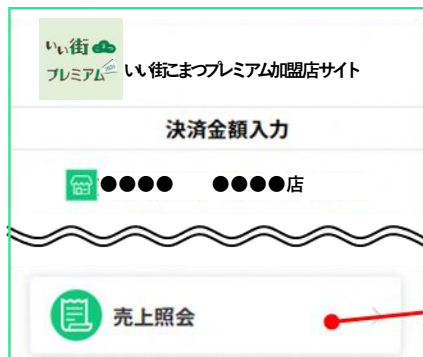 いい街
プレミアム
いい街こまつプレミアム加盟店サイト
決済金額入力
●●●●　●●●●店
売上照会